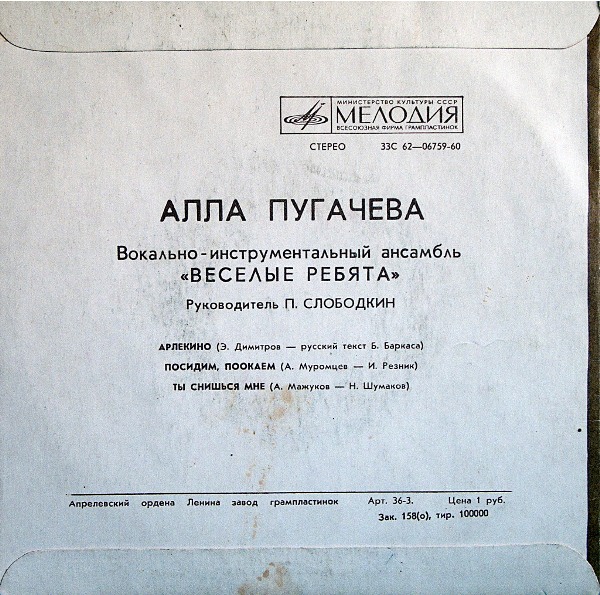 МИНИСТЕРСТВО КУЛЬТУРЫ СССР
МЕЛОДИЯ
ВСЕСОЮЗНАЯ ФИРМА ГРАМПЛАСТИНОК
СТЕРЕО 33С 62—06759-60
АЛЛА ПУГАЧЕВА
Вокально-инструментальный ансамбль
«ВЕСЕЛЫЕ РЕБЯТА»
Руководитель П. СЛОБОДКИН
АРЛЕКИНО (Э. Димитров — русский текст Б. Баркаса)
ПОСИДИМ, ПООКАЕМ (А. Муромцев — И. Резник)
ТЫ СНИШЬСЯ МНЕ (А. Мажуков — Н. Шумаков)
Апрелевский ордена Ленина завод грампластинок Арт. 36-3. Цена 1 руб.
Зак. 158(о), тир. 100000